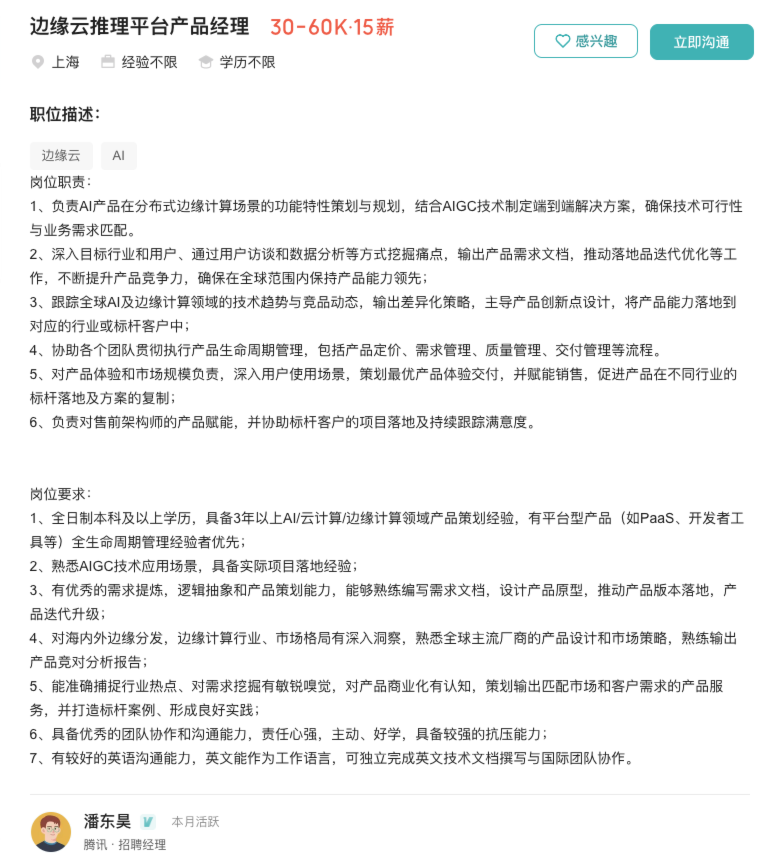 边缘云推理平台产品经理 30-60K·15薪
感兴趣
立即沟通
上海 经验不限 学历不限
职位描述：
边缘云 AI
岗位职责：
1、负责AI产品在分布式边缘计算场景的功能特性策划与规划，结合AIGC技术制定端到端解决方案，确保技术可行性
与业务需求匹配。
2、深入目标行业和用户、通过用户访谈和数据分析等方式挖掘痛点，输出产品需求文档，推动落地品迭代优化等工
作，不断提升产品竞争力，确保在全球范围内保持产品能力领先；
3、跟踪全球AI及边缘计算领域的技术趋势与竞品动态，输出差异化策略，主导产品创新点设计，将产品能力落地到
对应的行业或标杆客户中；
4、协助各个团队贯彻执行产品生命周期管理，包括产品定价、需求管理、质量管理、交付管理等流程。
5、对产品体验和市场规模负责，深入用户使用场景，策划最优产品体验交付，并赋能销售，促进产品在不同行业的
标杆落地及方案的复制；
6、负责对售前架构师的产品赋能，并协助标杆客户的项目落地及持续跟踪满意度。
岗位要求：
1、全日制本科及以上学历，具备3年以上AI/云计算/边缘计算领域产品策划经验，有平台型产品（如PaaS、开发者工
具等）全生命周期管理经验者优先；
2、熟悉AIGC技术应用场景，具备实际项目落地经验；
3、有优秀的需求提炼，逻辑抽象和产品策划能力，能够熟练编写需求文档，设计产品原型，推动产品版本落地，产
品迭代升级；
4、对海内外边缘分发，边缘计算行业、市场格局有深入洞察，熟悉全球主流厂商的产品设计和市场策略，熟练输出
产品竞对分析报告；
5、能准确捕捉行业热点、对需求挖掘有敏锐嗅觉，对产品商业化有认知，策划输出匹配市场和客户需求的产品服
务，并打造标杆案例、形成良好实践；
6、具备优秀的团队协作和沟通能力，责任心强，主动、好学，具备较强的抗压能力；
7、有较好的英语沟通能力，英文能作为工作语言，可独立完成英文技术文档撰写与国际团队协作。
潘东昊 本月活跃
腾讯 · 招聘经理